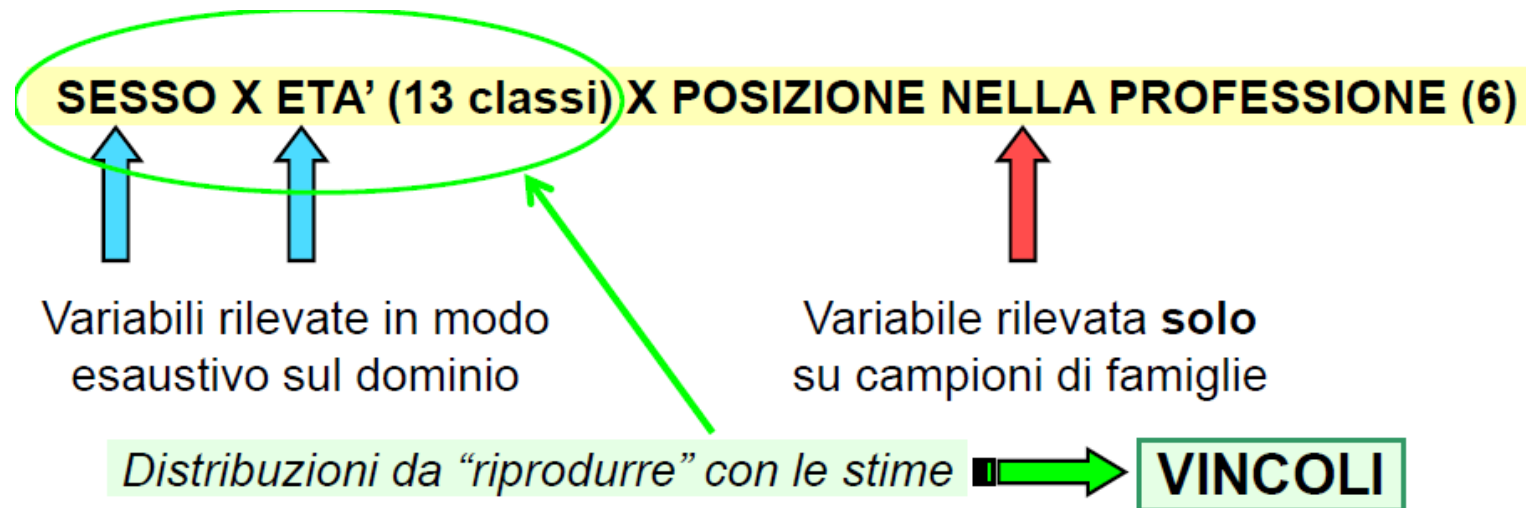 SESSO X ETA’ (13 classi) X POSIZIONE NELLA PROFESSIONE (6)
Variabili rilevate in modo
esaustivo sul dominio
Variabile rilevata solo
su campioni di famiglie
Distribuzioni da “riprodurre” con le stime
VINCOLI